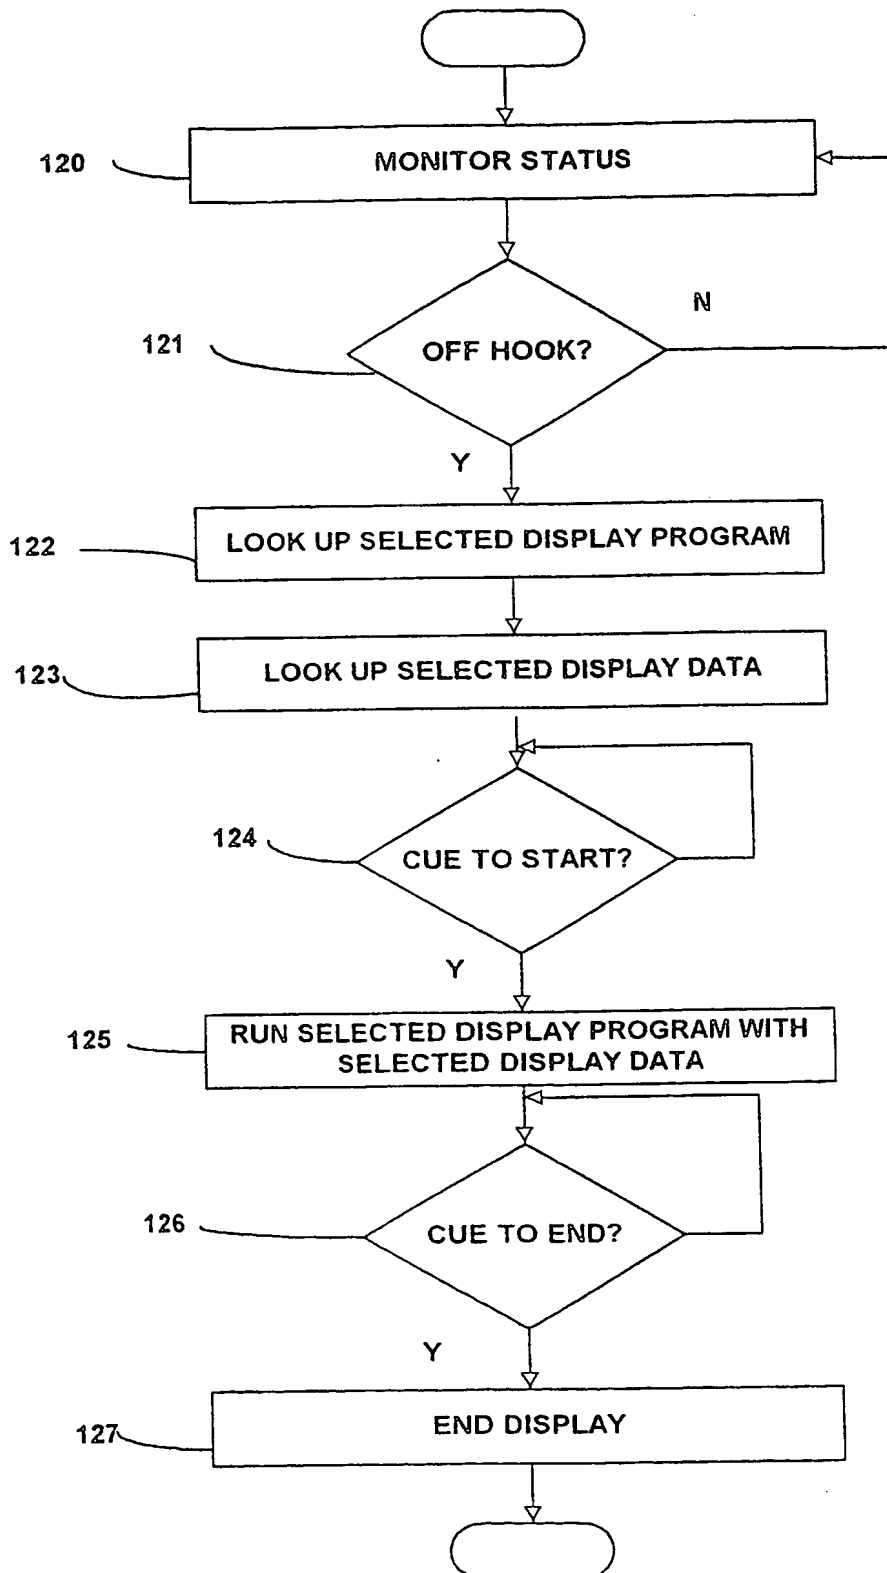 120
MONITOR STATUS
121
OFF HOOK?
N
Y
122
LOOK UP SELECTED DISPLAY PROGRAM
123
LOOK UP SELECTED DISPLAY DATA
124
CUE TO START?
Y
125
RUN SELECTED DISPLAY PROGRAM WITH
SELECTED DISPLAY DATA
126
CUE TO END?
Y
127
END DISPLAY